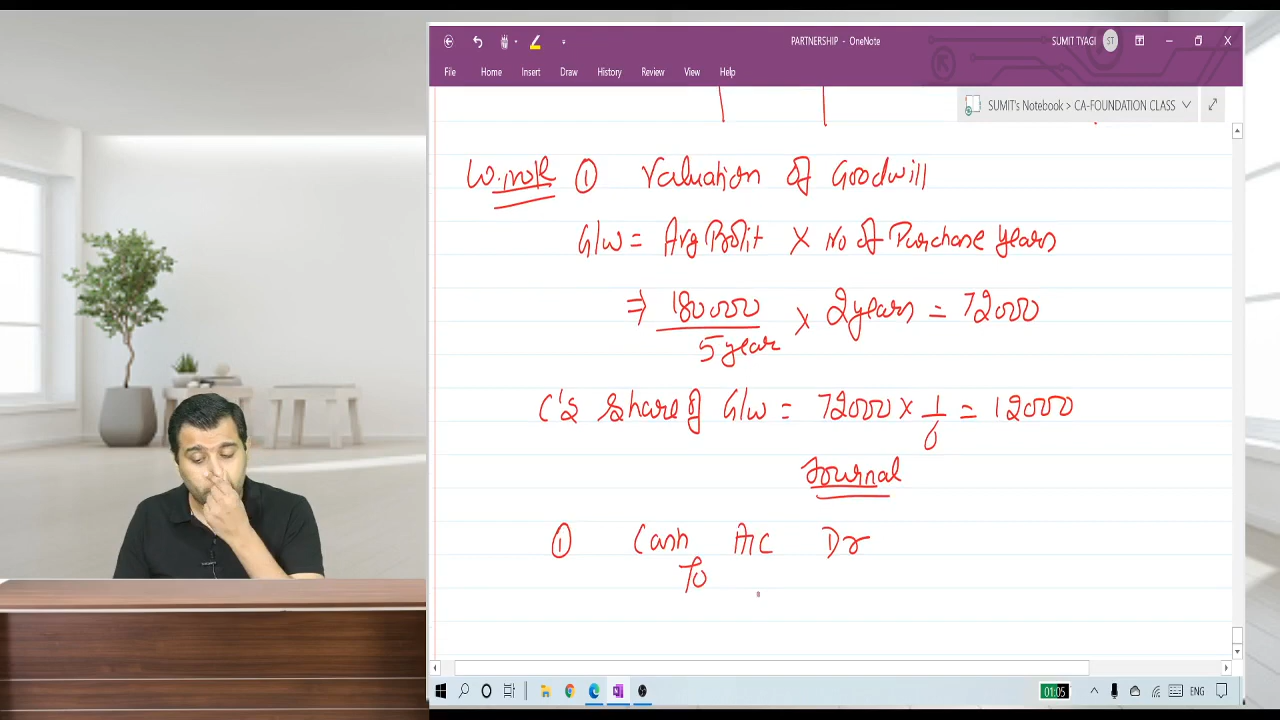 PARTNERSHIP - OneNote
SUMIT TYAGI ST
File Home Insert Draw History Review View Help
SUMIT's Notebook > CA-FOUNDATION CLASS
W.note ① Valuation of Goodwill
G/w = Avg Profit × No of Purchase years
⇒ 180000 / 5 year × 2 years = 72000
C's Share of G/w = 72000 × 1/6 = 12000
Journal
① Cash A/C Dr
To
01:05
ENG